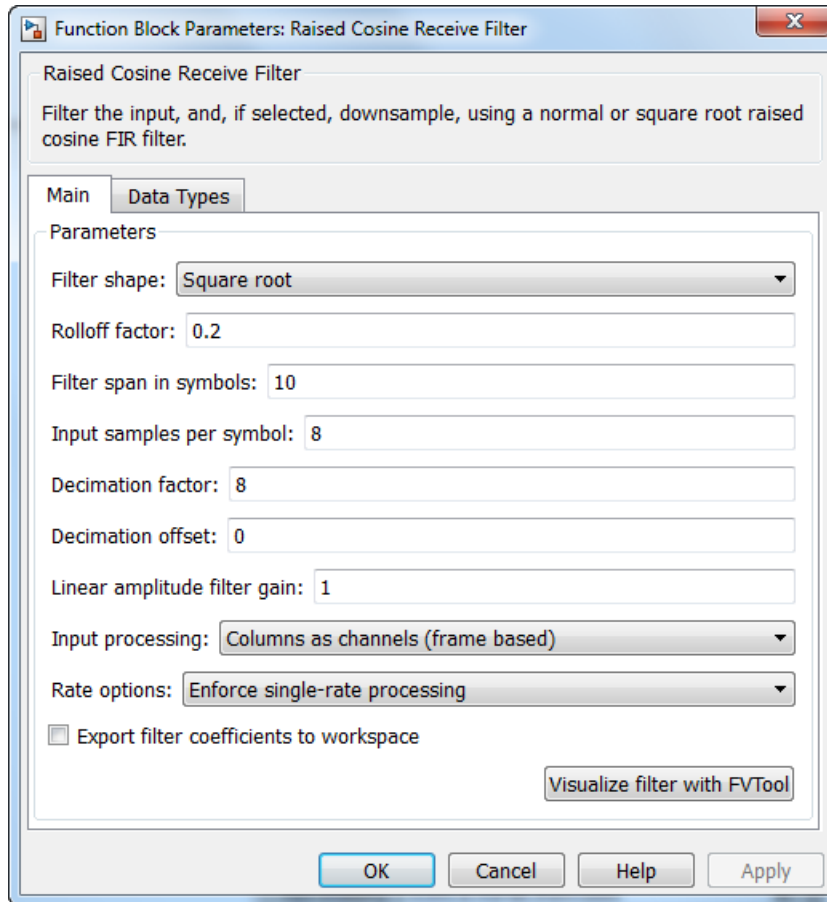 Function Block Parameters: Raised Cosine Receive Filter
Raised Cosine Receive Filter
Filter the input, and, if selected, downsample, using a normal or square root raised
cosine FIR filter.
Main Data Types
Parameters
Filter shape: Square root
Rolloff factor: 0.2
Filter span in symbols: 10
Input samples per symbol: 8
Decimation factor: 8
Decimation offset: 0
Linear amplitude filter gain: 1
Input processing: Columns as channels (frame based)
Rate options: Enforce single-rate processing
Export filter coefficients to workspace
Visualize filter with FVTool
OK Cancel Help Apply